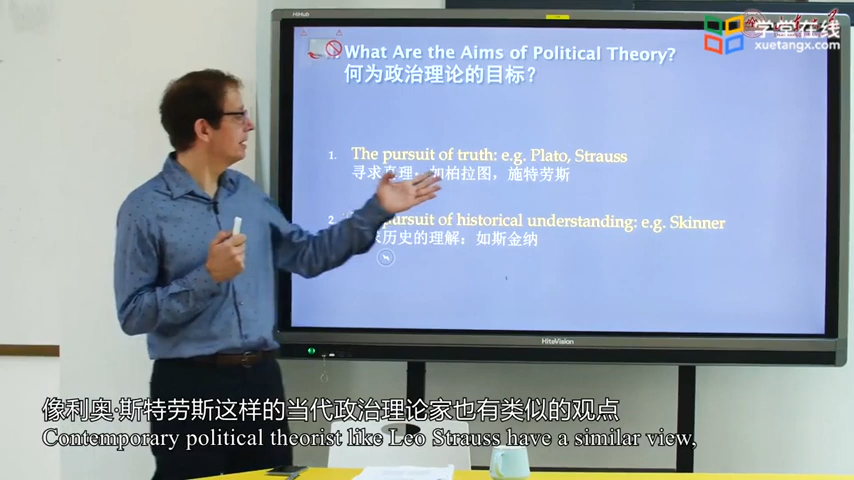 HiHub
学堂在线
xuetangx.com
What Are the Aims of Political Theory?
何为政治理论的目标？
1. The pursuit of truth: e.g. Plato, Strauss
寻求真理：如柏拉图，施特劳斯
2. pursuit of historical understanding: e.g. Skinner
历史的理解：如斯金纳
HiteVision
像利奥·斯特劳斯这样的当代政治理论家也有类似的观点
Contemporary political theorist like Leo Strauss have a similar view,